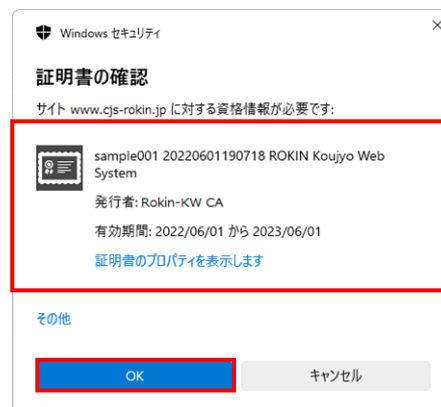 Windows セキュリティ
証明書の確認
サイト www.cjs-rokin.jp に対する資格情報が必要です:
sample001 20220601190718 ROKIN Koujyo Web
System
発行者: Rokin-KW CA
有効期間: 2022/06/01 から 2023/06/01
証明書のプロパティを表示します
その他
OK キャンセル